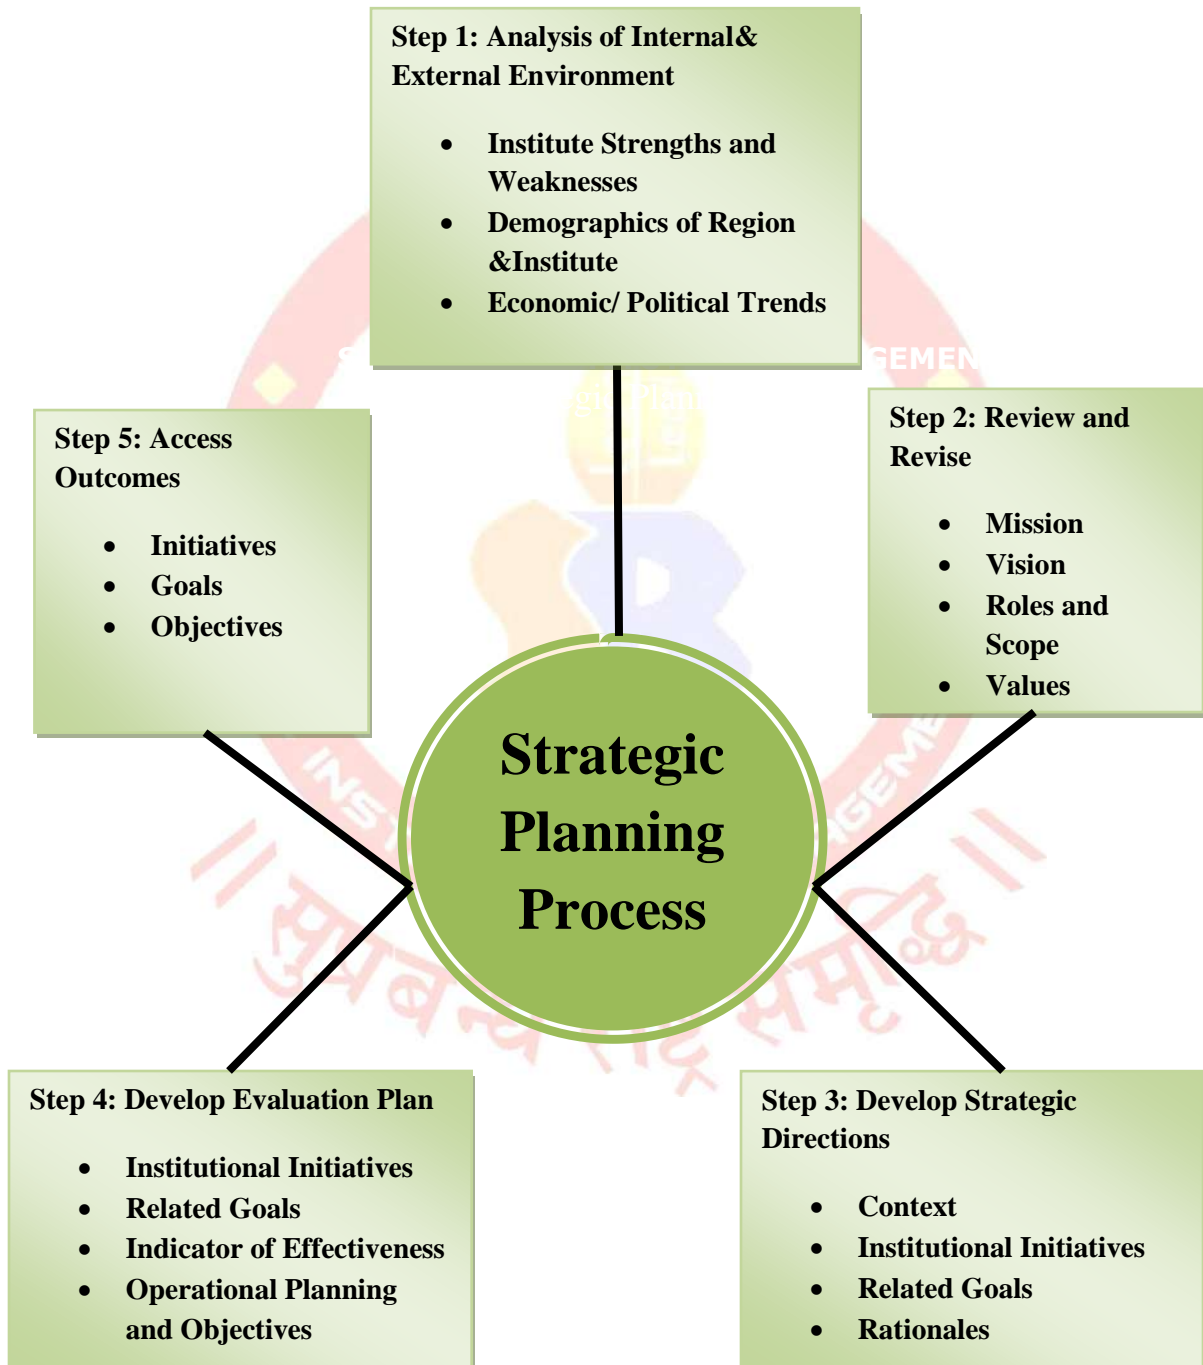 Step 1: Analysis of Internal&
External Environment
• Institute Strengths and
Weaknesses
• Demographics of Region
&Institute
• Economic/ Political Trends
Step 5: Access
Outcomes
• Initiatives
• Goals
• Objectives
Step 2: Review and
Revise
• Mission
• Vision
• Roles and
Scope
• Values
Strategic
Planning
Process
Step 4: Develop Evaluation Plan
• Institutional Initiatives
• Related Goals
• Indicator of Effectiveness
• Operational Planning
and Objectives
Step 3: Develop Strategic
Directions
• Context
• Institutional Initiatives
• Related Goals
• Rationales